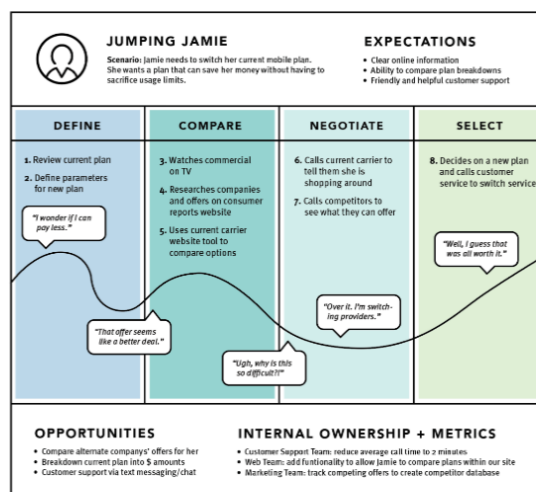 JUMPING JAMIE
Scenario: Jamie needs to switch her current mobile plan.
She wants a plan that can save her money without having to
sacrifice usage limits.
EXPECTATIONS
• Clear online information
• Ability to compare plan breakdowns
• Friendly and helpful customer support
DEFINE
1. Review current plan
2. Define parameters
for new plan
"I wonder if I can
pay less."
"That offer seems
like a better deal."
COMPARE
3. Watches commercial
on TV
4. Researches companies
and offers on consumer
reports website
5. Uses current carrier
website tool to
compare options
"Ugh, why is this
so difficult?!"
NEGOTIATE
6. Calls current carrier to
tell them she is
shopping around
7. Calls competitors to
see what they can offer
"Over it. I'm switch-
ing providers."
SELECT
8. Decides on a new plan
and calls customer
service to switch service
"Well, I guess that
was all worth it."
OPPORTUNITIES
• Compare alternate company's offers for her
• Breakdown current plan into $ amounts
• Customer support via text messaging/chat
INTERNAL OWNERSHIP + METRICS
• Customer Support Team: reduce average call time to 2 minutes
• Web Team: add funtionality to allow Jamie to compare plans within our site
• Marketing Team: track competing offers to create competitor database